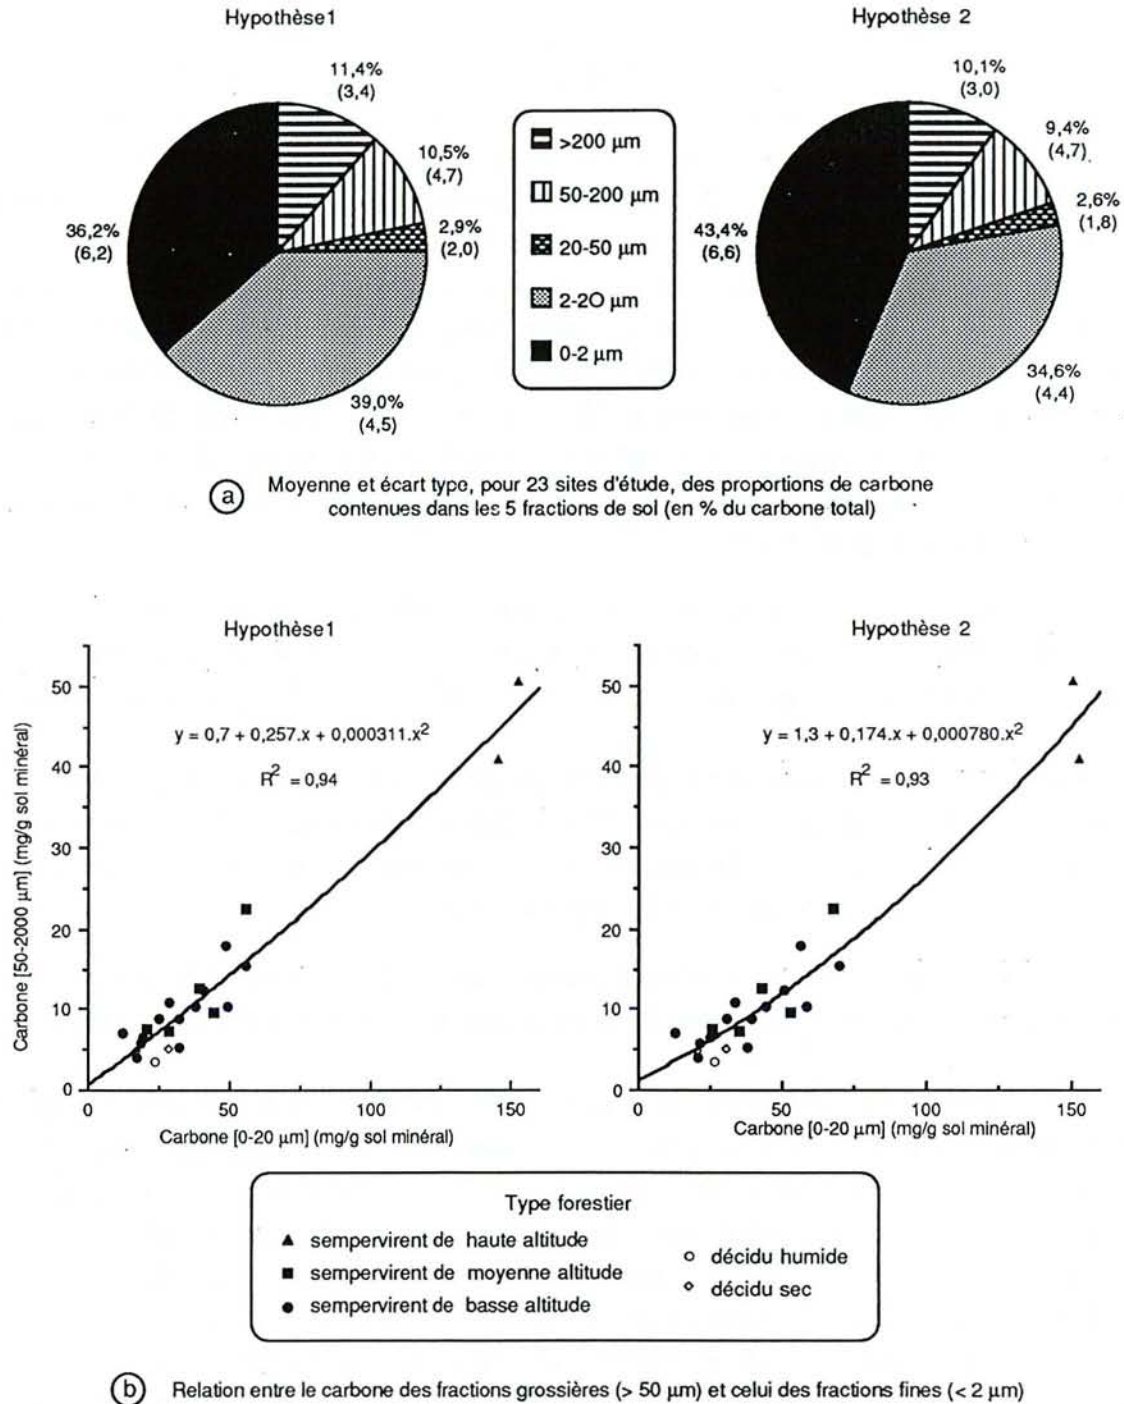 Hypothèse1
Hypothèse 2
11,4%
(3,4)
10,5%
(4,7)
2,9%
(2,0)
36,2%
(6,2)
39,0%
(4,5)
>200 µm
50-200 µm
20-50 µm
2-2O µm
0-2 µm
10,1%
(3,0)
9,4%
(4,7)
2,6%
(1,8)
43,4%
(6,6)
34,6%
(4,4)
a Moyenne et écart type, pour 23 sites d'étude, des proportions de carbone
contenues dans les 5 fractions de sol (en % du carbone total)
Hypothèse1
Carbone [50-2000 µm] (mg/g sol minéral)
50
40
30
20
10
0
y = 0,7 + 0,257.x + 0,000311.x²
R² = 0,94
0 50 100 150
Carbone [0-20 µm] (mg/g sol minéral)
Hypothèse 2
50
40
30
20
10
0
y = 1,3 + 0,174.x + 0,000780.x²
R² = 0,93
0 50 100 150
Carbone [0-20 µm] (mg/g sol minéral)
Type forestier
sempervirent de haute altitude
sempervirent de moyenne altitude
sempervirent de basse altitude
décidu humide
décidu sec
b Relation entre le carbone des fractions grossières (> 50 µm) et celui des fractions fines (< 2 µm)